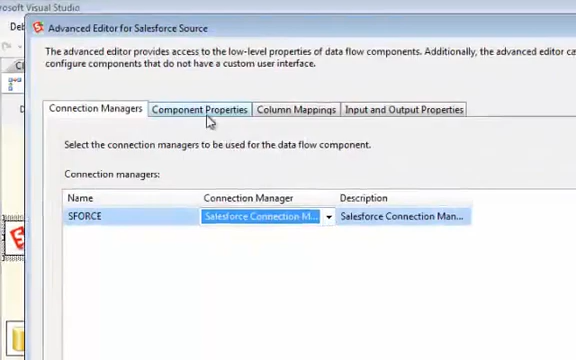 rosoft Visual Studio
Advanced Editor for Salesforce Source
The advanced editor provides access to the low-level properties of data flow components. Additionally, the advanced editor ca
configure components that do not have a custom user interface.
Connection Managers Component Properties Column Mappings Input and Output Properties
Select the connection managers to be used for the data flow component.
Connection managers:
Name Connection Manager Description
SFORCE Salesforce Connection M... Salesforce Connection Man...